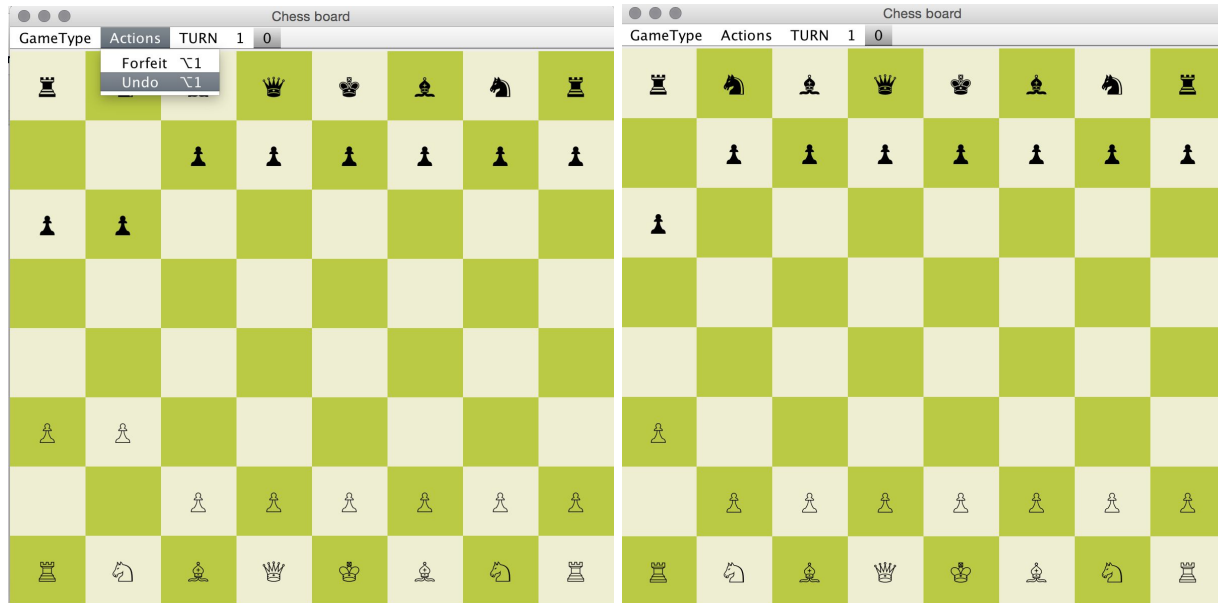 Chess board
GameType Actions TURN 1 0
Forfeit ⌥1
Undo ⌥1
Chess board
GameType Actions TURN 1 0